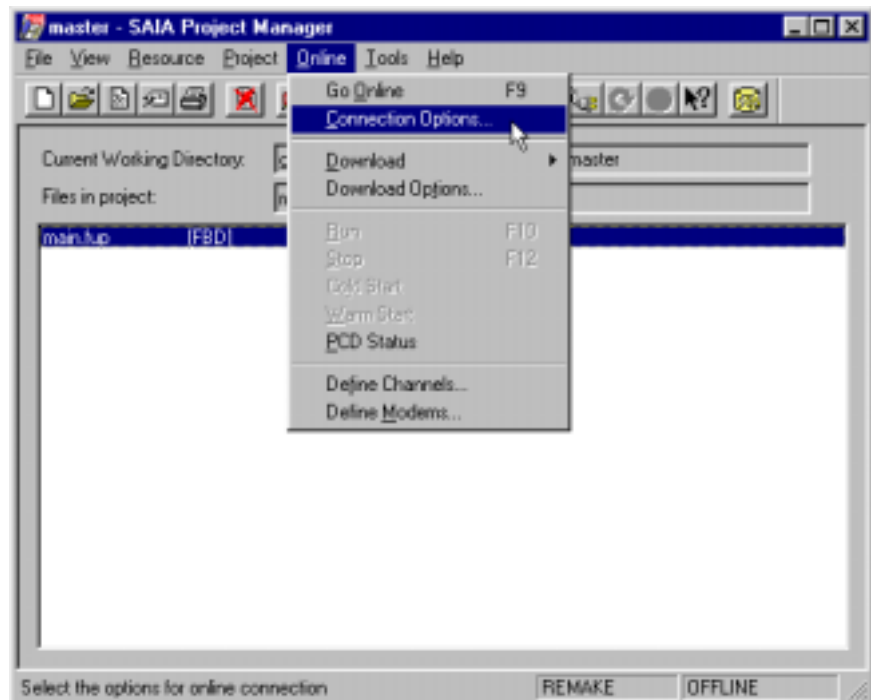 master - SAIA Project Manager
File View Resource Project Online Tools Help
Go Online F9
Connection Options...
Current Working Directory: master
Download
Files in project:
Download Options...
main.fup [FBD]
Run F10
Stop F12
Cold Start
Warm Start
PCD Status
Define Channels...
Define Modems...
Select the options for online connection REMAKE OFFLINE